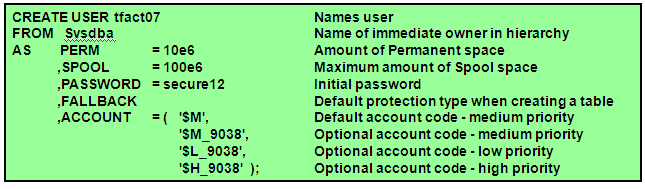 CREATE USER tfact07 Names user
FROM Sysdba Name of immediate owner in hierarchy
AS PERM = 10e6 Amount of Permanent space
,SPOOL = 100e6 Maximum amount of Spool space
,PASSWORD = secure12 Initial password
,FALLBACK Default protection type when creating a table
,ACCOUNT = ( '$M', Default account code - medium priority
'$M_9038', Optional account code - medium priority
'$L_9038', Optional account code - low priority
'$H_9038' ); Optional account code - high priority